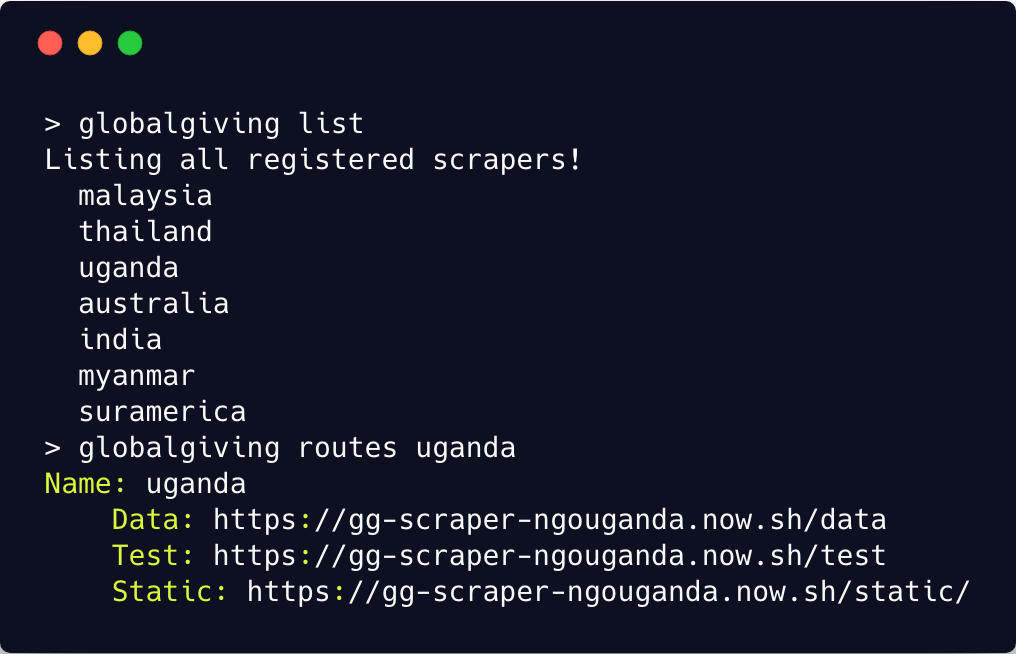 > globalgiving list
Listing all registered scrapers!
  malaysia
  thailand
  uganda
  australia
  india
  myanmar
  suramerica
> globalgiving routes uganda
Name: uganda
    Data: https://gg-scraper-ngouganda.now.sh/data
    Test: https://gg-scraper-ngouganda.now.sh/test
    Static: https://gg-scraper-ngouganda.now.sh/static/